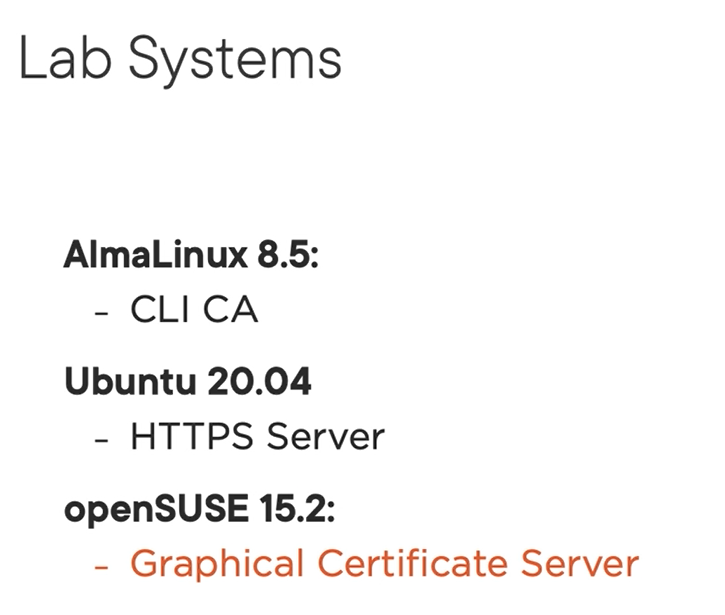 Lab Systems
AlmaLinux 8.5:
- CLI CA
Ubuntu 20.04
- HTTPS Server
openSUSE 15.2:
- Graphical Certificate Server